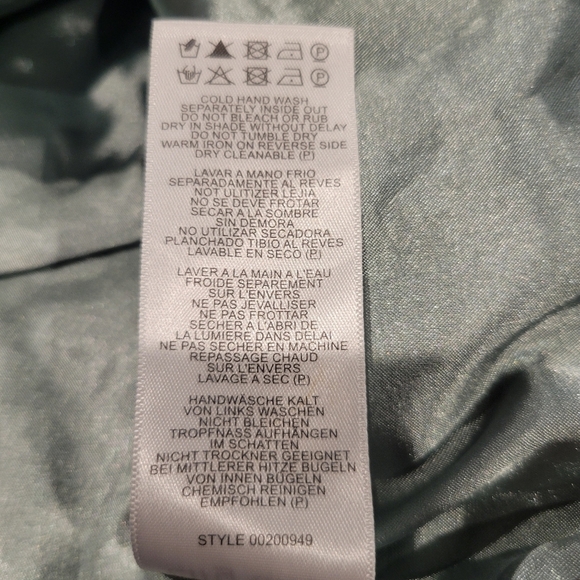 COLD HAND WASH
SEPARATELY INSIDE OUT
DO NOT BLEACH OR RUB
DRY IN SHADE WITHOUT DELAY
DO NOT TUMBLE DRY
WARM IRON ON REVERSE SIDE
DRY CLEANABLE (P)
LAVAR A MANO FRIO
SEPARADAMENTE AL REVES
NOT ULITIZER LEJIA
NO SE DEVE FROTAR
SECAR A LA SOMBRE
SIN DEMORA
NO UTILIZAR SECADORA
PLANCHADO TIBIO AL REVES
LAVABLE EN SECO (P)
LAVER A LA MAIN A L'EAU
FROIDE SEPAREMENT
SUR L'ENVERS
NE PAS JEVALLISER
NE PAS FROTTAR
SECHER A L'ABRI DE
LA LUMIERE DANS DELAI
NE PAS SECHER EN MACHINE
REPASSAGE CHAUD
SUR L'ENVERS
LAVAGE A SEC (P)
HANDWÄSCHE KALT
VON LINKS WASCHEN
NICHT BLEICHEN
TROPFNASS AUFHÄNGEN
IM SCHATTEN
NICHT TROCKNER GEEIGNET
BEI MITTLERER HITZE BUGELN
VON INNEN BÜGELN
CHEMISCH REINIGEN
EMPFOHLEN (P)
STYLE 00200949